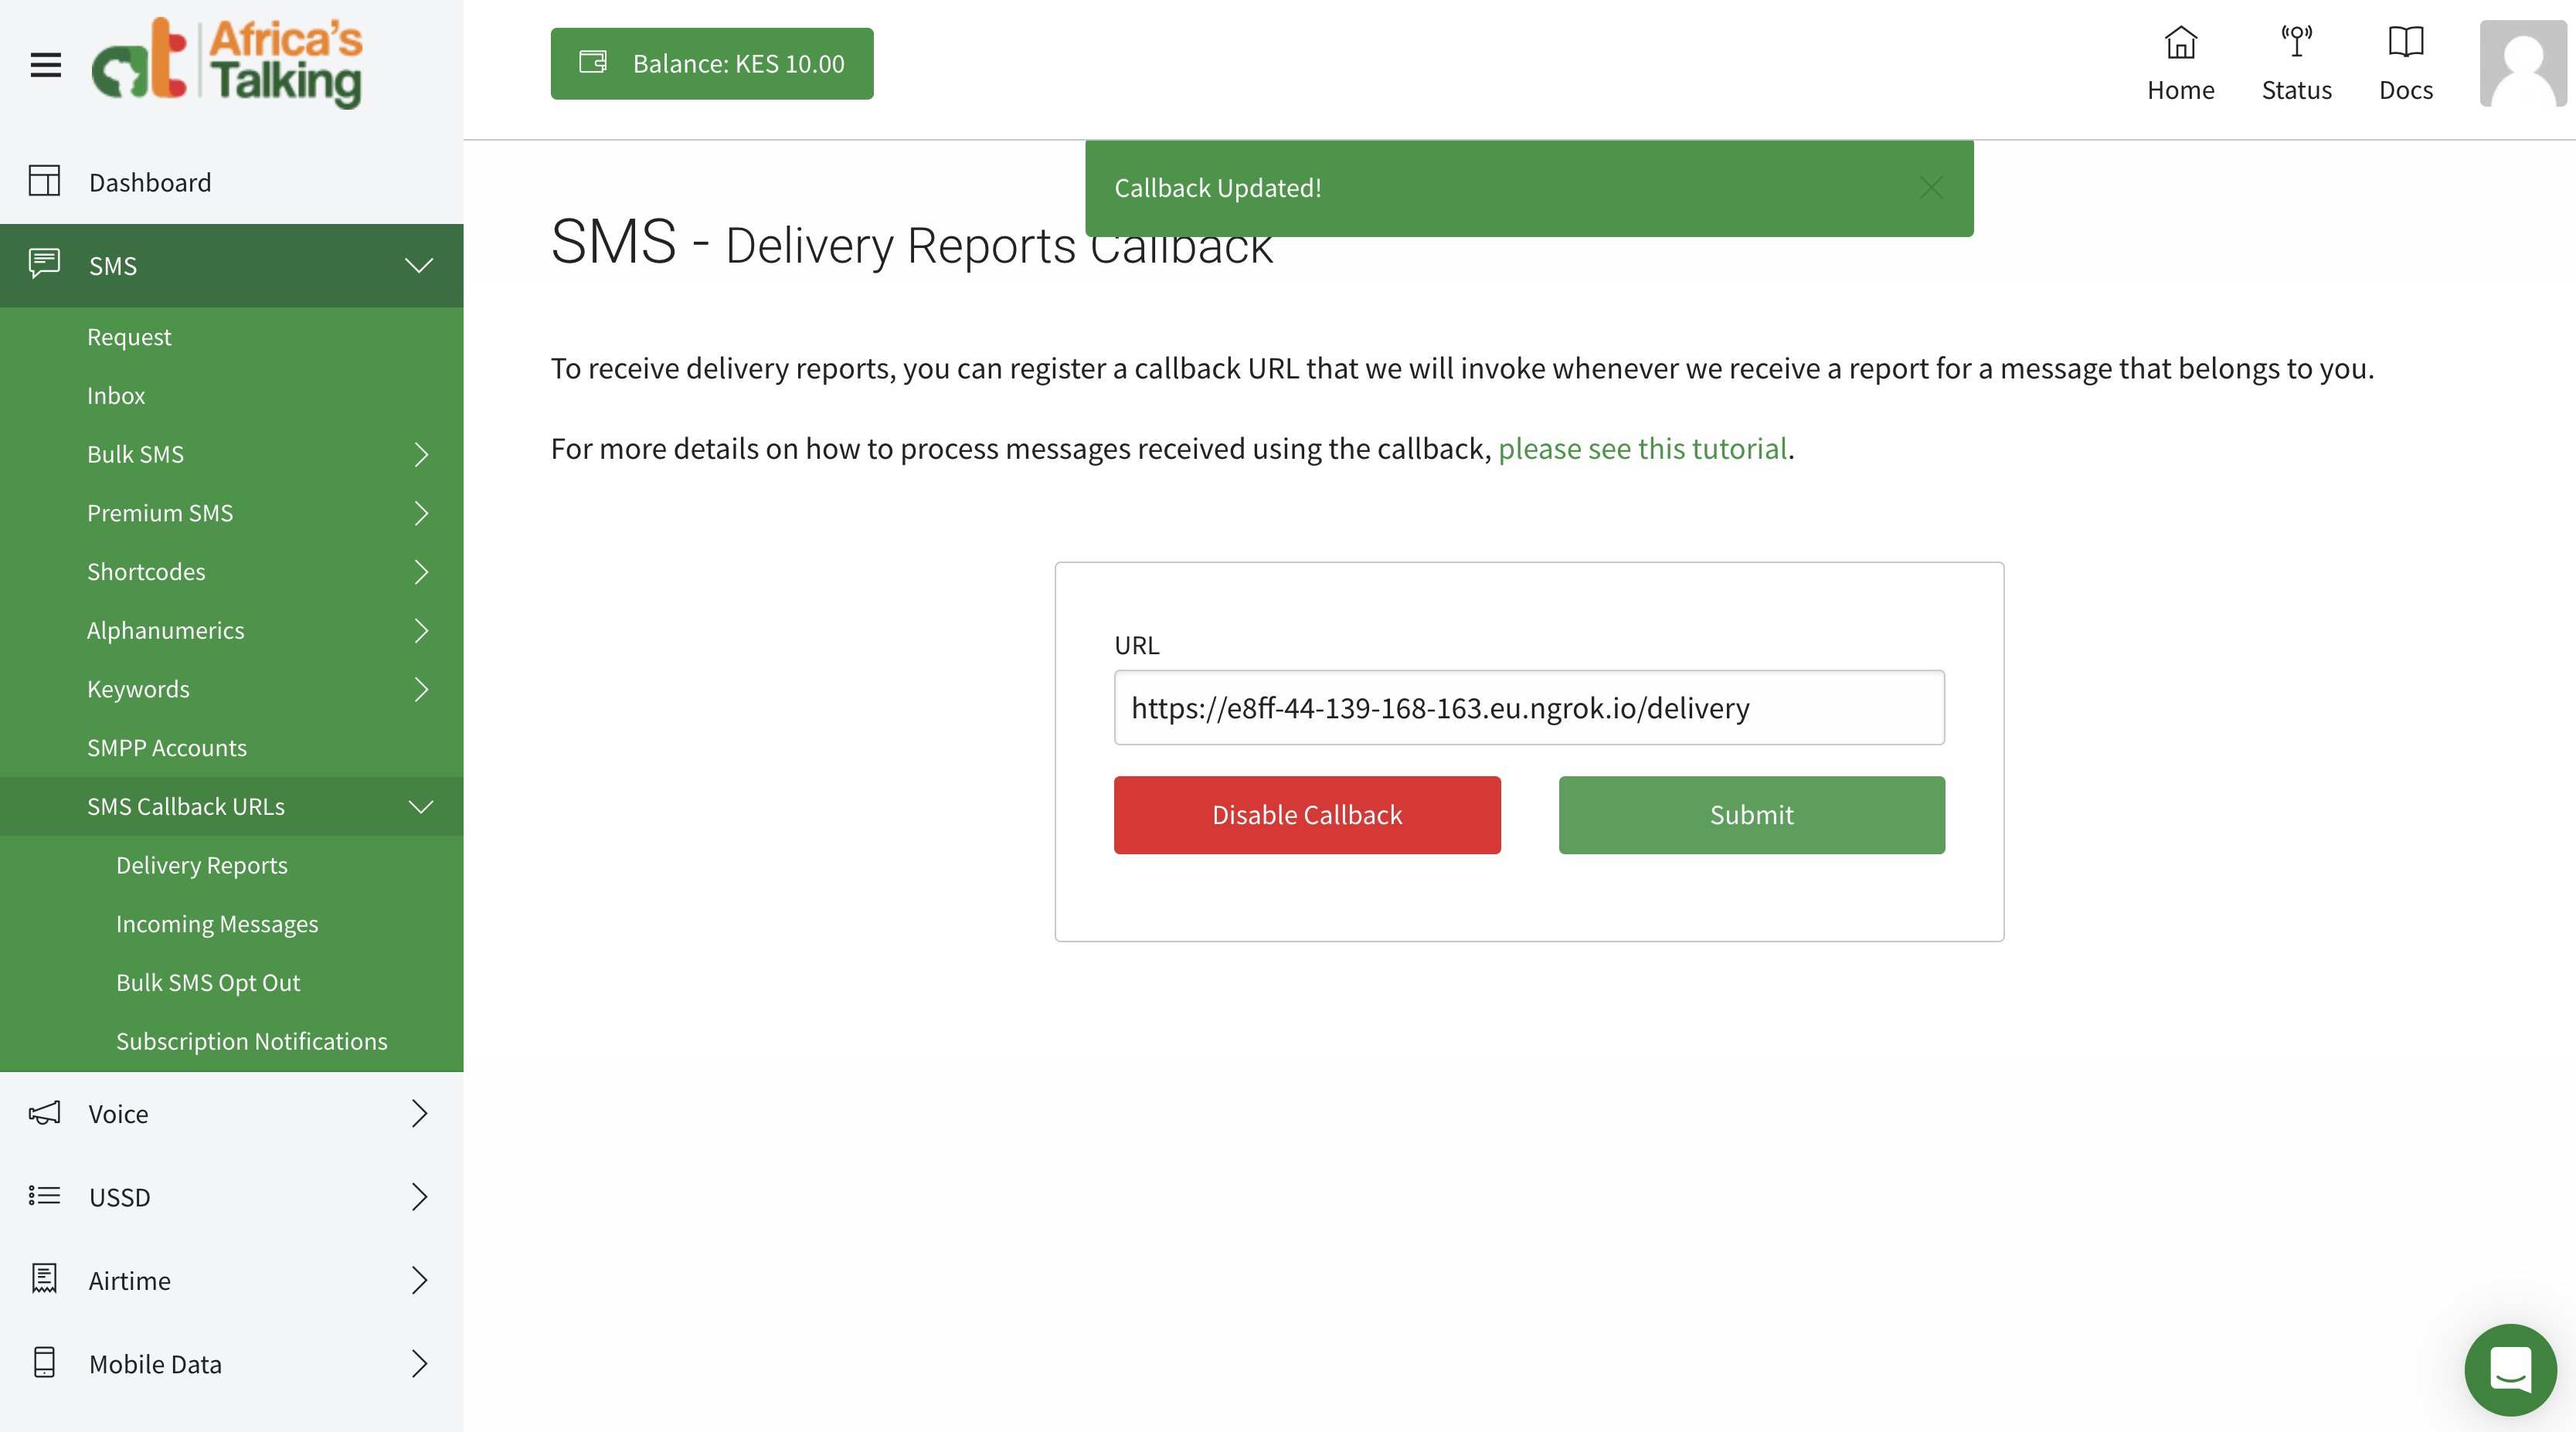 Africa's
Talking
Balance: KES 10.00
Home
Status
Docs
Dashboard
SMS
Request
Inbox
Bulk SMS
Premium SMS
Shortcodes
Alphanumerics
Keywords
SMPP Accounts
SMS Callback URLs
Delivery Reports
Incoming Messages
Bulk SMS Opt Out
Subscription Notifications
Voice
USSD
Airtime
Mobile Data
Callback Updated!
SMS - Delivery Reports Callback
To receive delivery reports, you can register a callback URL that we will invoke whenever we receive a report for a message that belongs to you.
For more details on how to process messages received using the callback, please see this tutorial.
URL
https://e8ff-44-139-168-163.eu.ngrok.io/delivery
Disable Callback
Submit